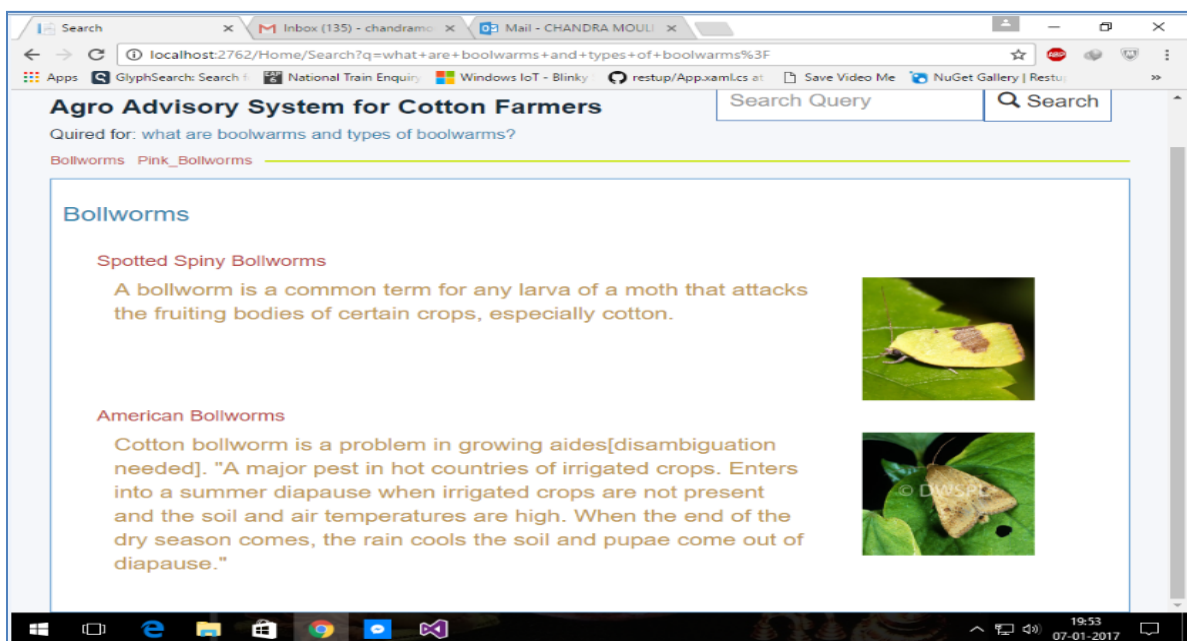 Search
Inbox (135) - chandramo
Mail - CHANDRA MOULI
localhost:2762/Home/Search?q=what+are+boolwarms+and+types+of+boolwarms%3F
Apps GlyphSearch: Search f National Train Enquiry Windows IoT - Blinky restup/App.xaml.cs at Save Video Me NuGet Gallery | Restup
Agro Advisory System for Cotton Farmers
Search Query
Search
Quired for: what are boolwarms and types of boolwarms?
Bollworms Pink_Bollworms
Bollworms
Spotted Spiny Bollworms
A bollworm is a common term for any larva of a moth that attacks
the fruiting bodies of certain crops, especially cotton.
American Bollworms
Cotton bollworm is a problem in growing aides[disambiguation
needed]. "A major pest in hot countries of irrigated crops. Enters
into a summer diapause when irrigated crops are not present
and the soil and air temperatures are high. When the end of the
dry season comes, the rain cools the soil and pupae come out of
diapause."
19:53
07-01-2017